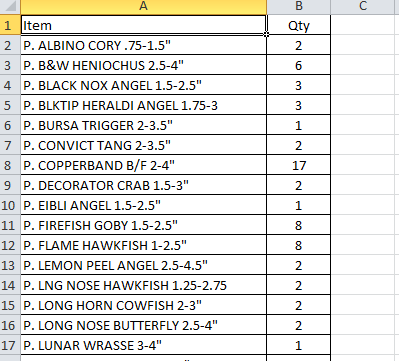 A B C
1 Item Qty
2 P. ALBINO CORY .75-1.5" 2
3 P. B&W HENIOCHUS 2.5-4" 6
4 P. BLACK NOX ANGEL 1.5-2.5" 3
5 P. BLKTIP HERALDI ANGEL 1.75-3 3
6 P. BURSA TRIGGER 2-3.5" 1
7 P. CONVICT TANG 2-3.5" 2
8 P. COPPERBAND B/F 2-4" 17
9 P. DECORATOR CRAB 1.5-3" 2
10 P. EIBLI ANGEL 1.5-2.5" 1
11 P. FIREFISH GOBY 1.5-2.5" 8
12 P. FLAME HAWKFISH 1-2.5" 8
13 P. LEMON PEEL ANGEL 2.5-4.5" 2
14 P. LNG NOSE HAWKFISH 1.25-2.75 2
15 P. LONG HORN COWFISH 2-3" 2
16 P. LONG NOSE BUTTERFLY 2.5-4" 2
17 P. LUNAR WRASSE 3-4" 1